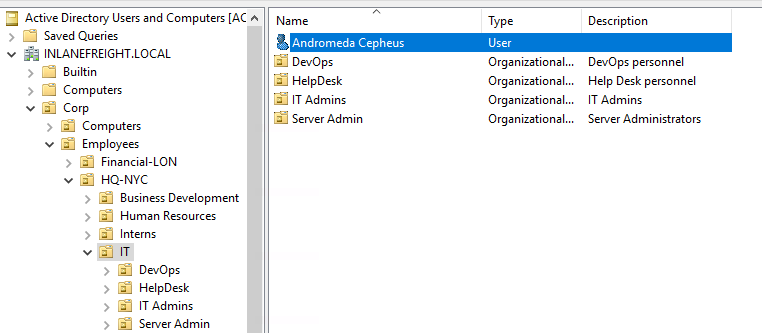 Active Directory Users and Computers [AC
Saved Queries
INLANEFREIGHT.LOCAL
Builtin
Computers
Corp
Computers
Employees
Financial-LON
HQ-NYC
Business Development
Human Resources
Interns
IT
DevOps
HelpDesk
IT Admins
Server Admin
Name Type Description
Andromeda Cepheus User
DevOps Organizational... DevOps personnel
HelpDesk Organizational... Help Desk personnel
IT Admins Organizational... IT Admins
Server Admin Organizational... Server Administrators